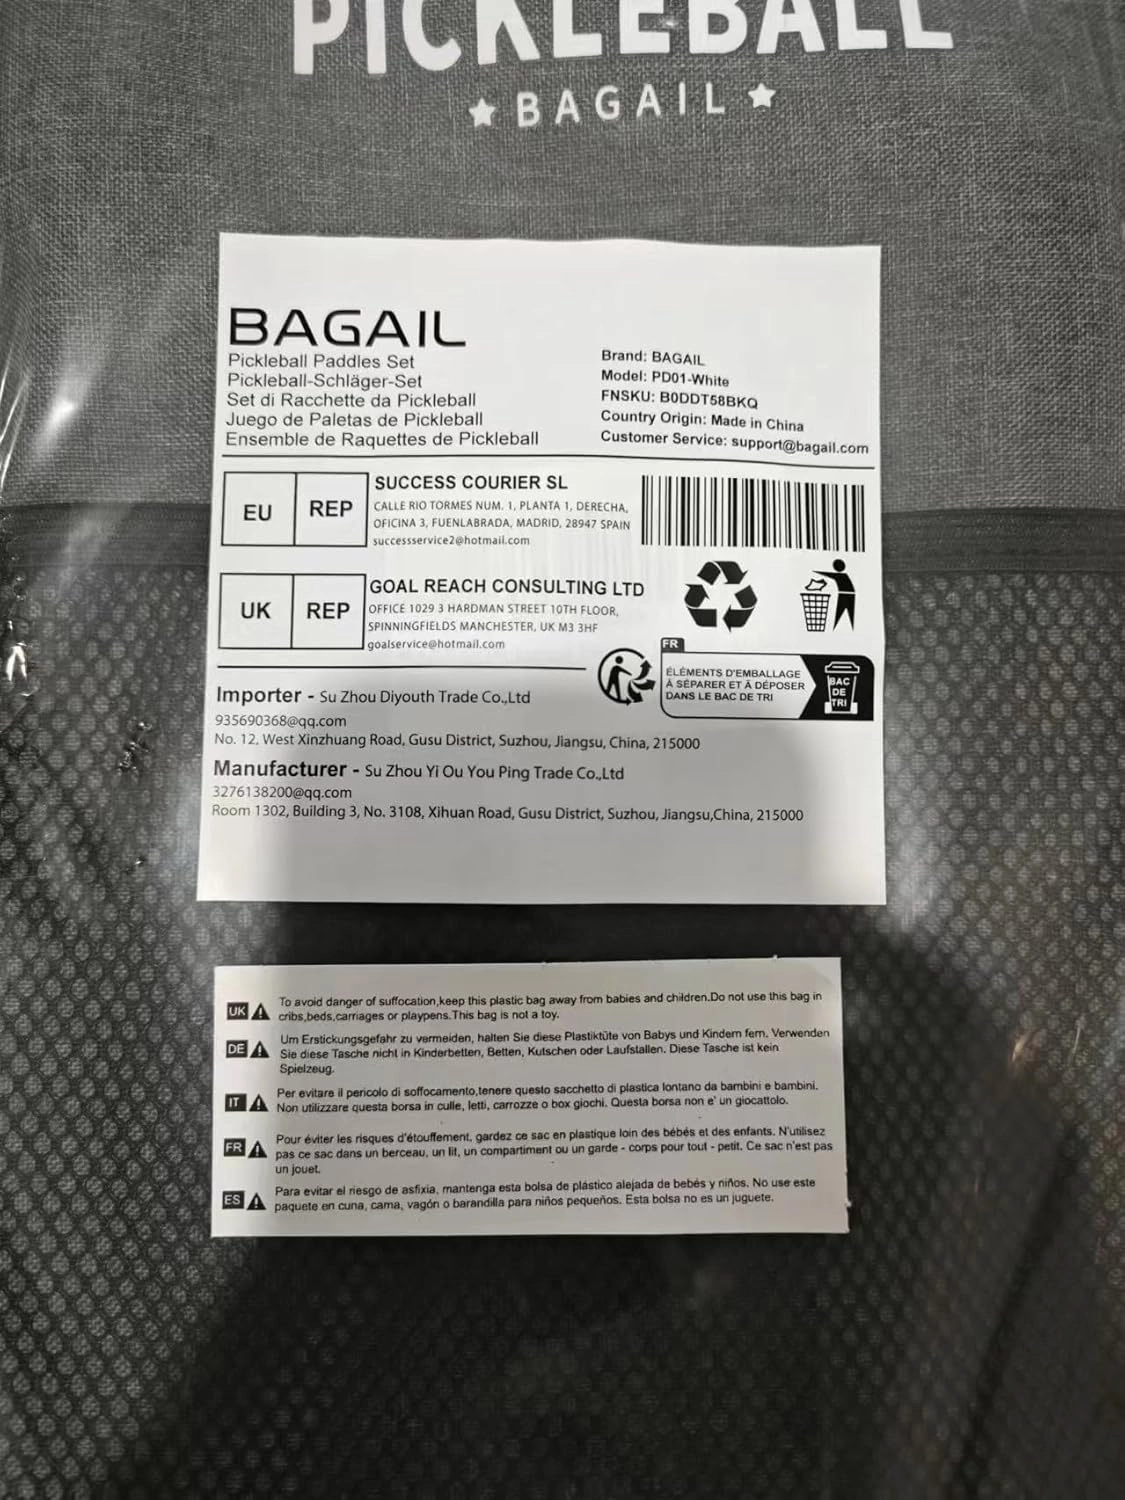 PICKLEBALL
★ BAGAIL ★
BAGAIL
Pickleball Paddles Set
Pickleball-Schläger-Set
Set di Racchette da Pickleball
Juego de Paletas de Pickleball
Ensemble de Raquettes de Pickleball
Brand: BAGAIL
Model: PD01-White
FNSKU: B0DDT58BKQ
Country Origin: Made in China
Customer Service: support@bagail.com
EU REP
SUCCESS COURIER SL
CALLE RIO TORMES NUM. 1, PLANTA 1, DERECHA,
OFICINA 3, FUENLABRADA, MADRID, 28947 SPAIN
successservice2@hotmail.com
UK REP
GOAL REACH CONSULTING LTD
OFFICE 1029 3 HARDMAN STREET 10TH FLOOR,
SPINNINGFIELDS MANCHESTER, UK M3 3HF
goalservice@hotmail.com
FR
ÉLÉMENTS D'EMBALLAGE
À SÉPARER ET À DÉPOSER
DANS LE BAC DE TRI
BAC
DE
TRI
Importer - Su Zhou Diyouth Trade Co.,Ltd
935690368@qq.com
No. 12, West Xinzhuang Road, Gusu District, Suzhou, Jiangsu, China, 215000
Manufacturer - Su Zhou Yi Ou You Ping Trade Co.,Ltd
3276138200@qq.com
Room 1302, Building 3, No. 3108, Xihuan Road, Gusu District, Suzhou, Jiangsu,China, 215000
UK To avoid danger of suffocation,keep this plastic bag away from babies and children.Do not use this bag in
cribs,beds,carriages or playpens.This bag is not a toy.
DE Um Erstickungsgefahr zu vermeiden, halten Sie diese Plastiktüte von Babys und Kindern fern. Verwenden
Sie diese Tasche nicht in Kinderbetten, Betten, Kutschen oder Laufstallen. Diese Tasche ist kein
Spielzeug.
IT Per evitare il pericolo di soffocamento,tenere questo sacchetto di plastica lontano da bambini e bambini.
Non utilizzare questa borsa in culle, letti, carrozze o box giochi. Questa borsa non e' un giocattolo.
FR Pour éviter les risques d'étouffement, gardez ce sac en plastique loin des bébés et des enfants. N'utilisez
pas ce sac dans un berceau, un lit, un compartiment ou un garde - corps pour tout - petit. Ce sac n'est pas
un jouet.
ES Para evitar el riesgo de asfixia, mantenga esta bolsa de plástico alejada de bebés y niños. No use este
paquete en cuna, cama, vagón o barandilla para niños pequeños. Esta bolsa no es un juguete.